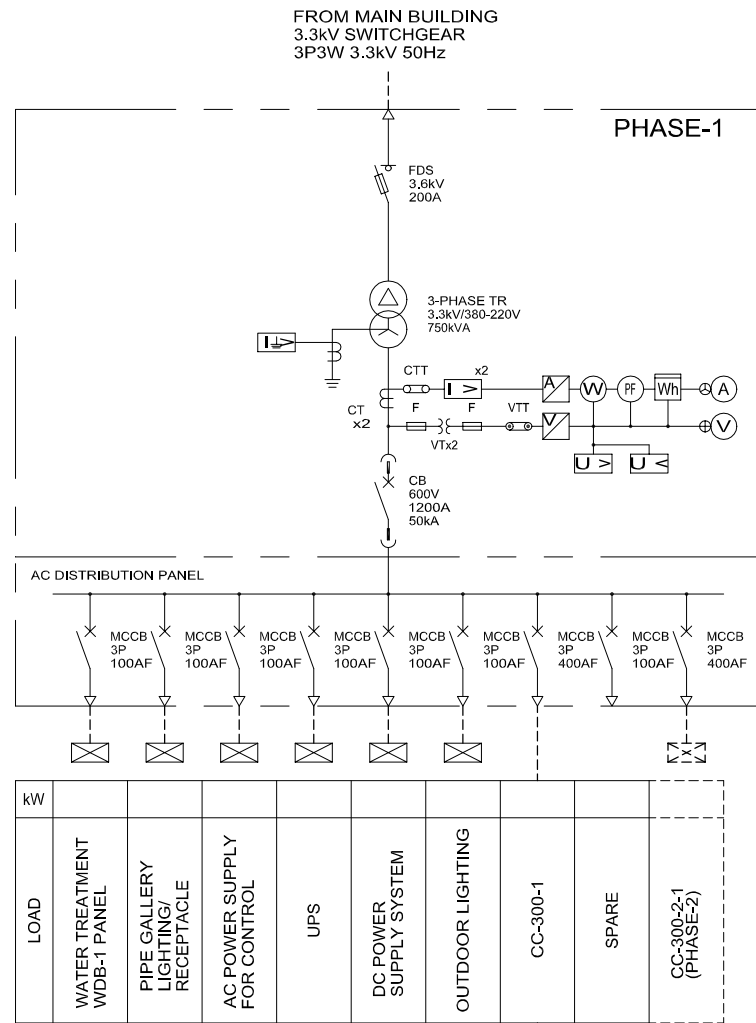 FROM MAIN BUILDING
3.3kV SWITCHGEAR
3P3W 3.3kV 50Hz
PHASE-1
FDS
3.6kV
200A
3-PHASE TR
3.3kV/380-220V
750kVA
I >
CTT
x2
I >
A
W
PF
Wh
A
CT
x2
F
F
VTT
V
V
VTx2
U >
U <
CB
600V
1200A
50kA
AC DISTRIBUTION PANEL
MCCB
3P
100AF
MCCB
3P
100AF
MCCB
3P
100AF
MCCB
3P
100AF
MCCB
3P
100AF
MCCB
3P
100AF
MCCB
3P
400AF
MCCB
3P
100AF
MCCB
3P
400AF
kW
LOAD
WATER TREATMENT
WDB-1 PANEL
PIPE GALLERY
LIGHTING/
RECEPTACLE
AC POWER SUPPLY
FOR CONTROL
UPS
DC POWER
SUPPLY SYSTEM
OUTDOOR LIGHTING
CC-300-1
SPARE
CC-300-2-1
(PHASE-2)